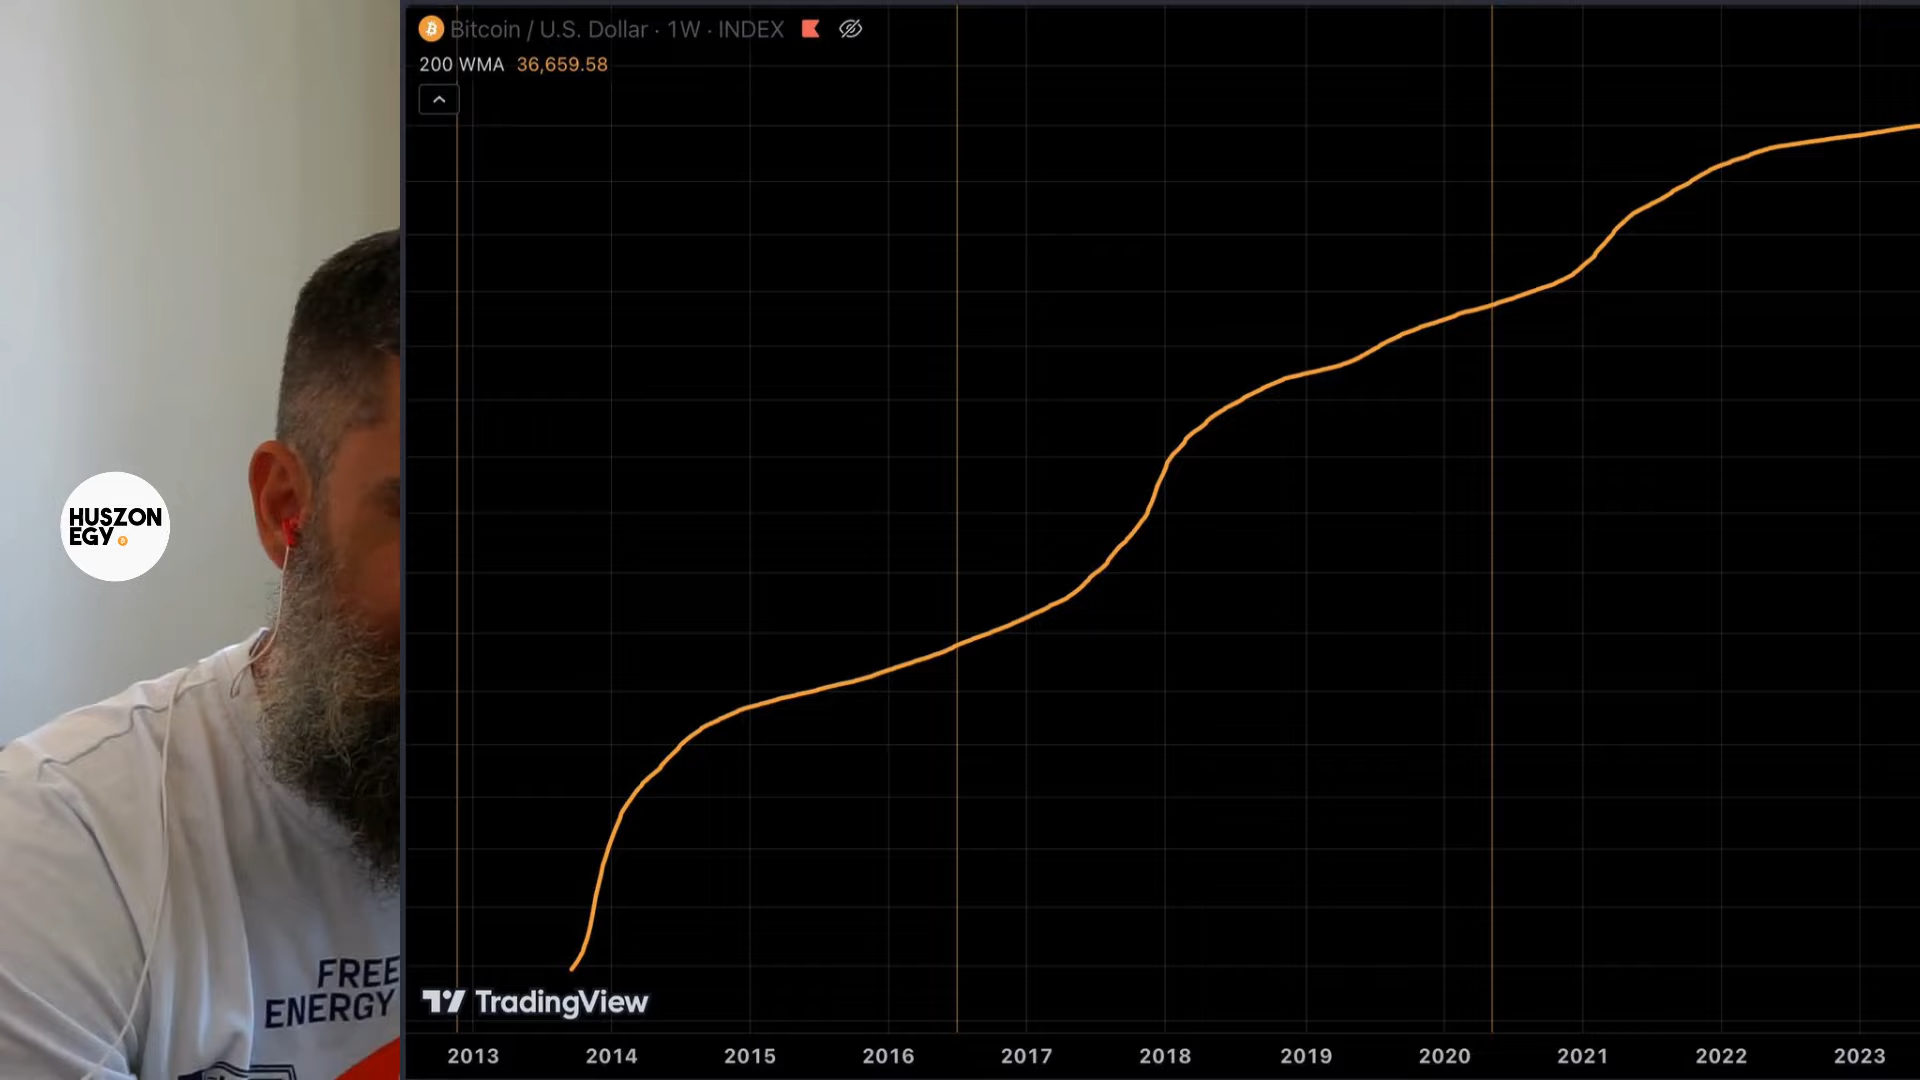 Bitcoin / U.S. Dollar · 1W · INDEX
200 WMA 36,659.58
HUSZON
EGY
FREE
ENERGY
TradingView
2013 2014 2015 2016 2017 2018 2019 2020 2021 2022 2023